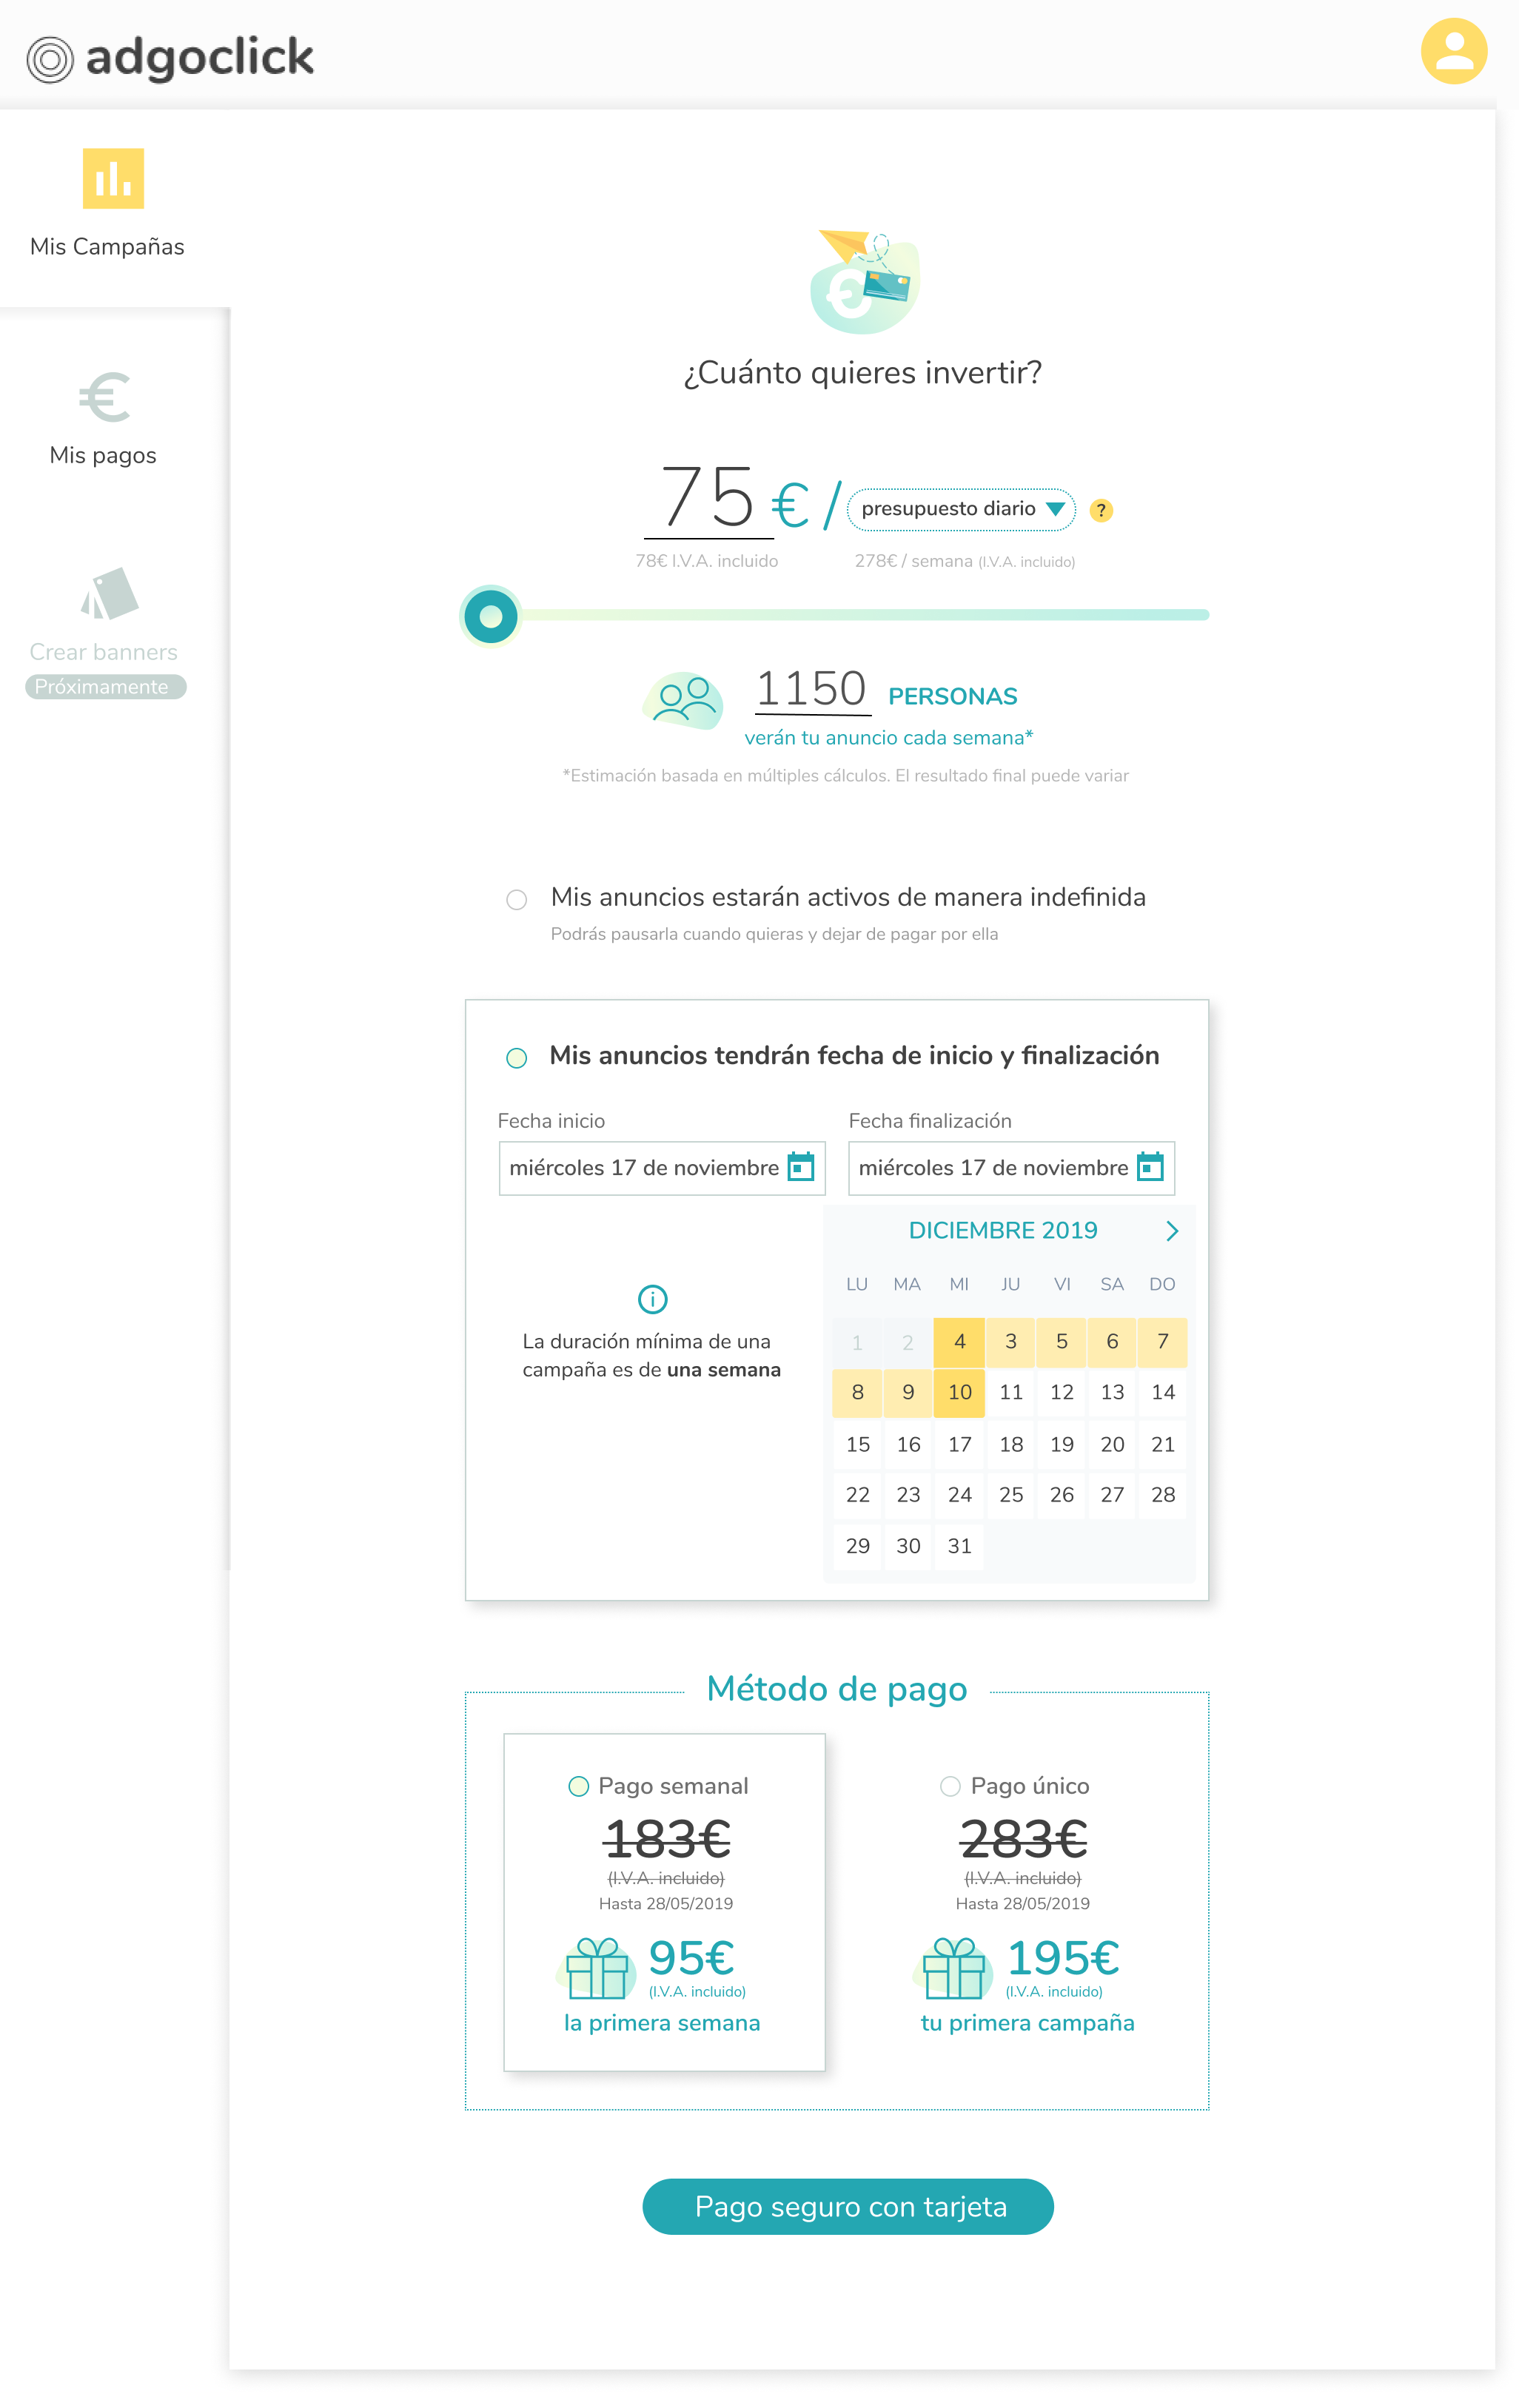 adgoclick
Mis Campañas
Mis pagos
Crear banners
Próximamente
¿Cuánto quieres invertir?
75 € / presupuesto diario ?
78€ I.V.A. incluido 278€ / semana (I.V.A. incluido)
1150 PERSONAS
verán tu anuncio cada semana*
*Estimación basada en múltiples cálculos. El resultado final puede variar
Mis anuncios estarán activos de manera indefinida
Podrás pausarla cuando quieras y dejar de pagar por ella
Mis anuncios tendrán fecha de inicio y finalización
Fecha inicio Fecha finalización
miércoles 17 de noviembre miércoles 17 de noviembre
DICIEMBRE 2019
LU MA MI JU VI SA DO
1 2 4 3 5 6 7
8 9 10 11 12 13 14
15 16 17 18 19 20 21
22 23 24 25 26 27 28
29 30 31
La duración mínima de una
campaña es de una semana
Método de pago
Pago semanal
183€
(I.V.A. incluido)
Hasta 28/05/2019
95€
(I.V.A. incluido)
la primera semana
Pago único
283€
(I.V.A. incluido)
Hasta 28/05/2019
195€
(I.V.A. incluido)
tu primera campaña
Pago seguro con tarjeta